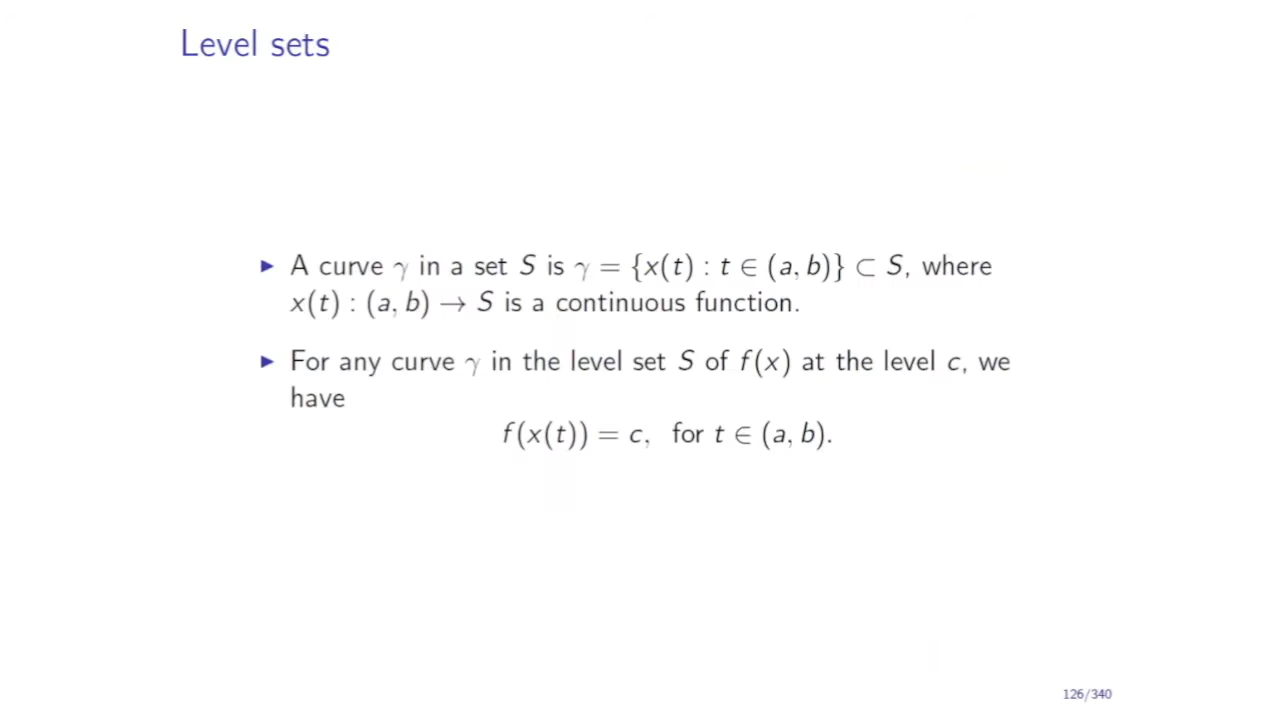 Level sets
▶ A curve γ in a set S is γ = {x(t) : t ∈ (a, b)} ⊂ S, where
x(t) : (a, b) → S is a continuous function.
▶ For any curve γ in the level set S of f(x) at the level c, we
have
f(x(t)) = c, for t ∈ (a, b).
126/340